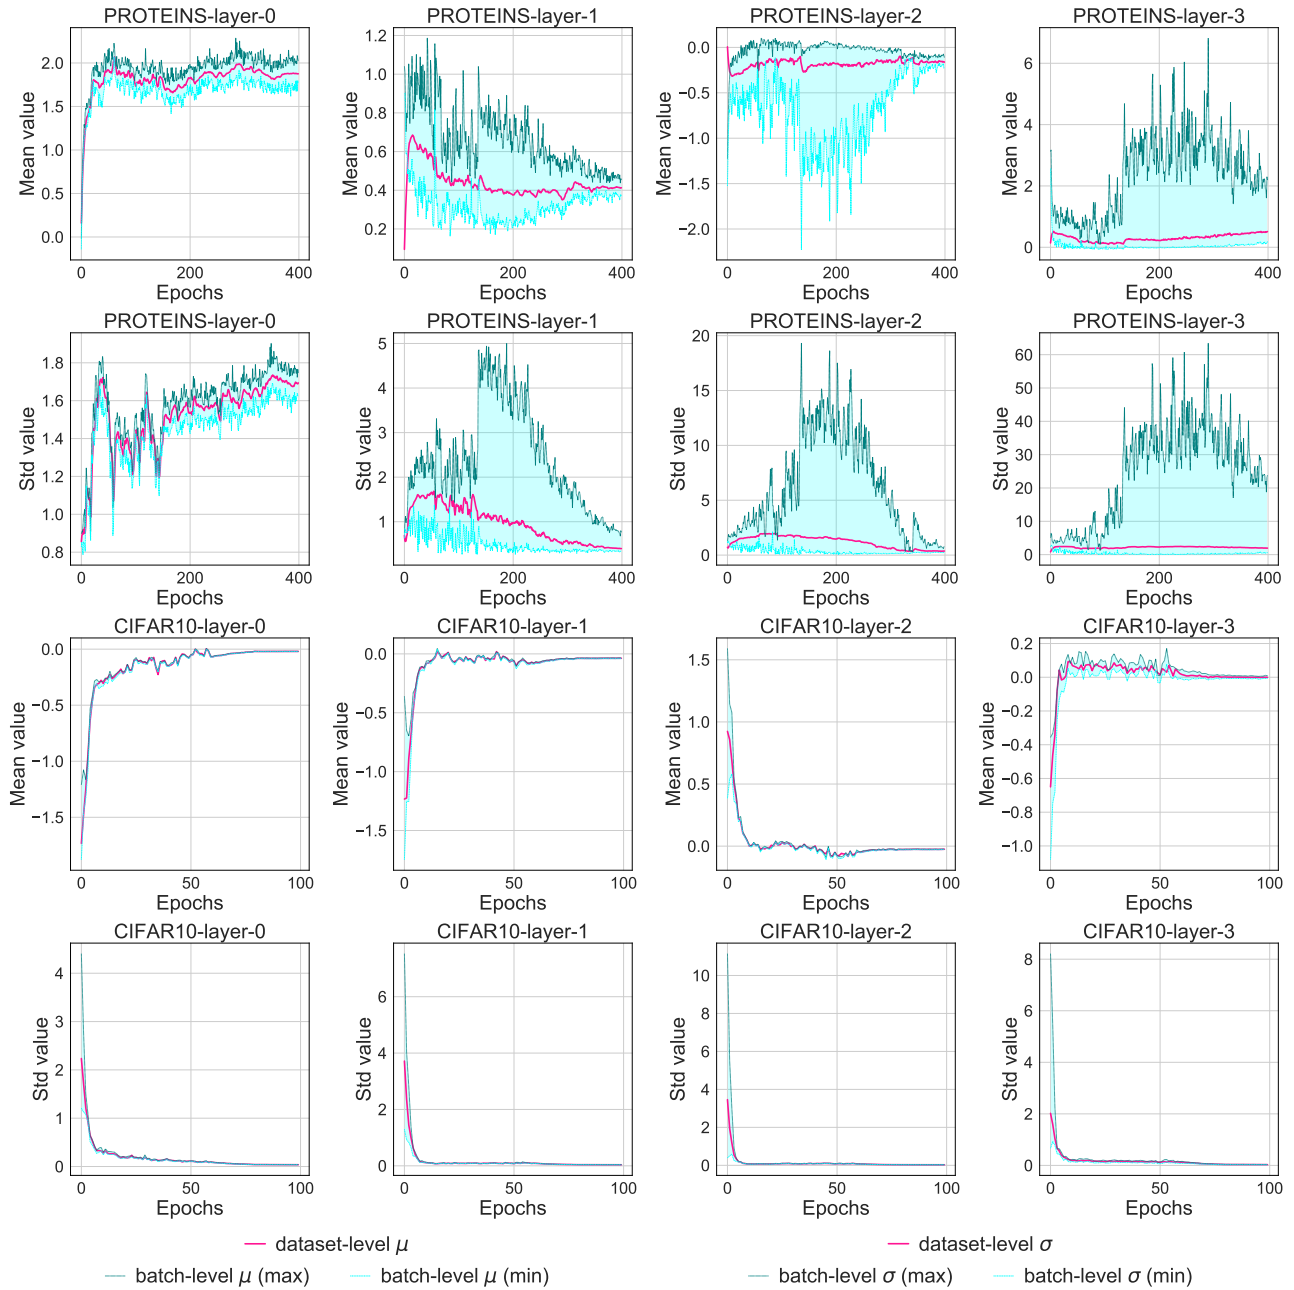 PROTEINS-layer-0 PROTEINS-layer-1 PROTEINS-layer-2 PROTEINS-layer-3
Mean value Mean value Mean value Mean value
2.0 1.5 1.0 0.5 0.0
1.2 1.0 0.8 0.6 0.4 0.2
0.0 −0.5 −1.0 −1.5 −2.0
6 4 2 0
0 200 400 0 200 400 0 200 400 0 200 400
Epochs Epochs Epochs Epochs
PROTEINS-layer-0 PROTEINS-layer-1 PROTEINS-layer-2 PROTEINS-layer-3
Std value Std value Std value Std value
1.8 1.6 1.4 1.2 1.0 0.8
5 4 3 2 1
20 15 10 5 0
60 50 40 30 20 10 0
0 200 400 0 200 400 0 200 400 0 200 400
Epochs Epochs Epochs Epochs
CIFAR10-layer-0 CIFAR10-layer-1 CIFAR10-layer-2 CIFAR10-layer-3
Mean value Mean value Mean value Mean value
0.0 −0.5 −1.0 −1.5
0.0 −0.5 −1.0 −1.5
1.5 1.0 0.5 0.0
0.2 0.0 −0.2 −0.4 −0.6 −0.8 −1.0
0 50 100 0 50 100 0 50 100 0 50 100
Epochs Epochs Epochs Epochs
CIFAR10-layer-0 CIFAR10-layer-1 CIFAR10-layer-2 CIFAR10-layer-3
Std value Std value Std value Std value
4 3 2 1 0
6 4 2 0
10 8 6 4 2 0
8 6 4 2 0
0 50 100 0 50 100 0 50 100 0 50 100
Epochs Epochs Epochs Epochs
dataset-level μ dataset-level σ
batch-level μ (max) batch-level μ (min) batch-level σ (max) batch-level σ (min)